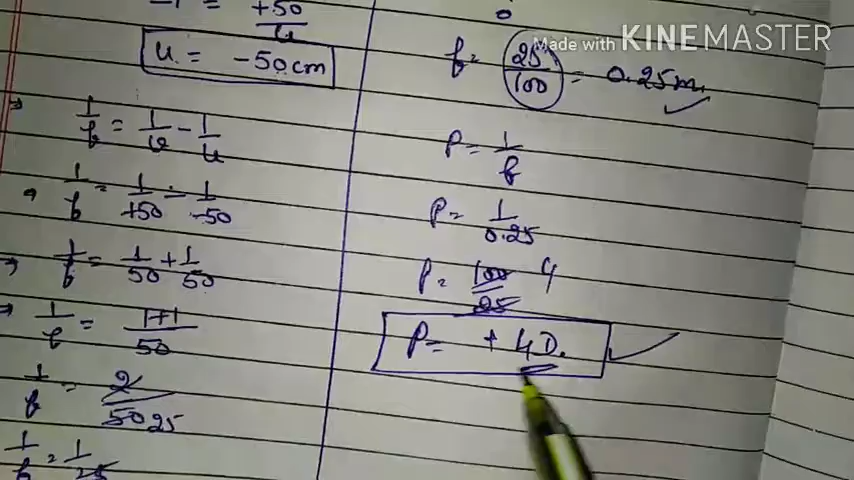 -1 = +50/u
u = -50cm
→ 1/f = 1/v - 1/u
→ 1/f = 1/+50 - 1/-50
→ 1/f = 1/50 + 1/50
→ 1/f = 1+1/50
1/f = 2/50 25
1/f = 1/25
Made with KINEMASTER
f = 25/100 = 0.25m.
P = 1/f
P = 1/0.25
P = 100/25 4
P = + 4D.